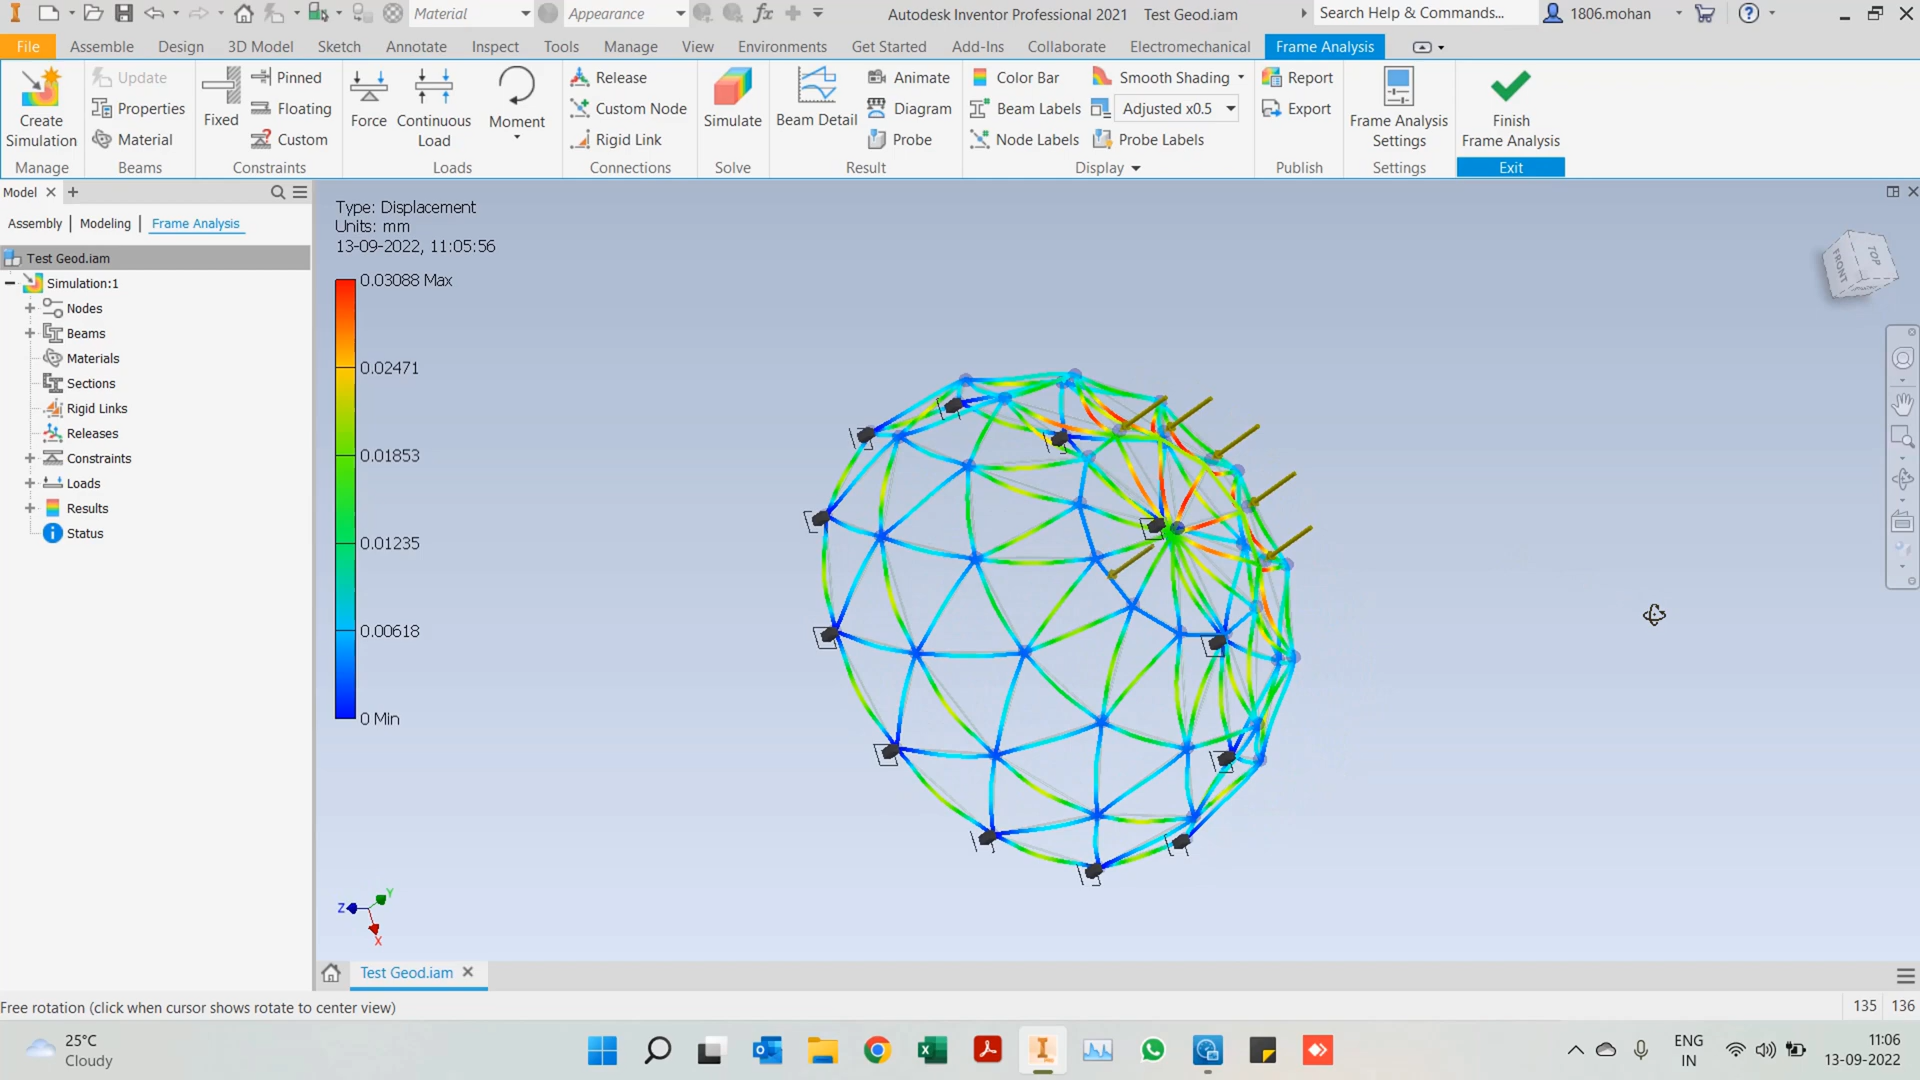 Material
Appearance
fx
Autodesk Inventor Professional 2021
Test Geod.iam
Search Help & Commands...
1806.mohan
File
Assemble
Design
3D Model
Sketch
Annotate
Inspect
Tools
Manage
View
Environments
Get Started
Add-Ins
Collaborate
Electromechanical
Frame Analysis
Create
Simulation
Update
Properties
Material
Fixed
Pinned
Floating
Custom
Force
Continuous
Load
Moment
Release
Custom Node
Rigid Link
Simulate
Beam Detail
Animate
Diagram
Probe
Color Bar
Beam Labels
Node Labels
Smooth Shading
Adjusted x0.5
Probe Labels
Report
Export
Frame Analysis
Settings
Finish
Frame Analysis
Manage
Beams
Constraints
Loads
Connections
Solve
Result
Display
Publish
Settings
Exit
Model
Assembly
Modeling
Frame Analysis
Test Geod.iam
Simulation:1
Nodes
Beams
Materials
Sections
Rigid Links
Releases
Constraints
Loads
Results
Status
Type: Displacement
Units: mm
13-09-2022, 11:05:56
0.03088 Max
0.02471
0.01853
0.01235
0.00618
0 Min
FRONT
TOP
Z
Y
X
Test Geod.iam
Free rotation (click when cursor shows rotate to center view)
135
136
25°C
Cloudy
ENG
IN
11:06
13-09-2022